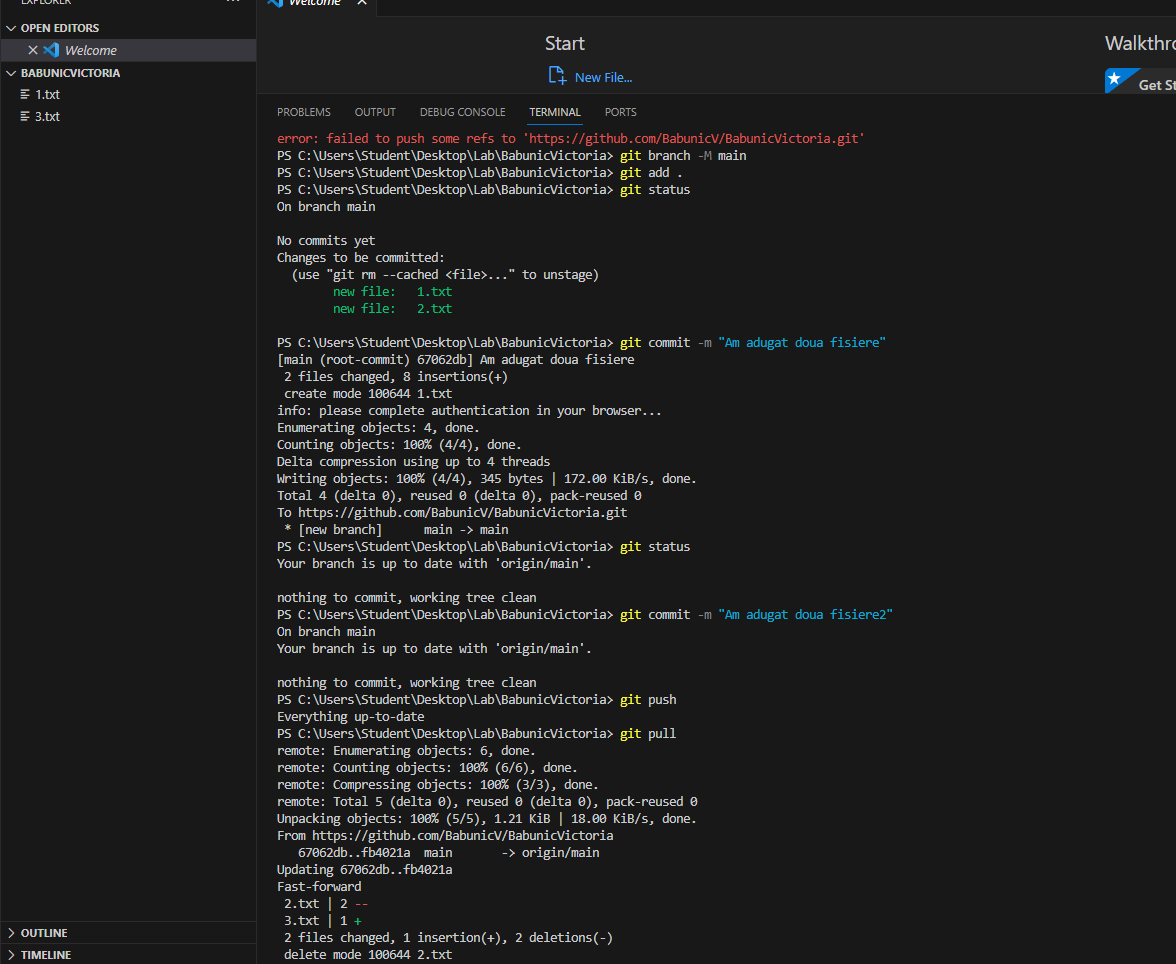 EXPLORER
Welcome
OPEN EDITORS
Welcome
BABUNICVICTORIA
1.txt
3.txt
Start
New File...
Walkthro
Get St
PROBLEMS OUTPUT DEBUG CONSOLE TERMINAL PORTS
error: failed to push some refs to 'https://github.com/BabunicV/BabunicVictoria.git'
PS C:\Users\Student\Desktop\Lab\BabunicVictoria> git branch -M main
PS C:\Users\Student\Desktop\Lab\BabunicVictoria> git add .
PS C:\Users\Student\Desktop\Lab\BabunicVictoria> git status
On branch main
No commits yet
Changes to be committed:
(use "git rm --cached <file>..." to unstage)
new file: 1.txt
new file: 2.txt
PS C:\Users\Student\Desktop\Lab\BabunicVictoria> git commit -m "Am adugat doua fisiere"
[main (root-commit) 67062db] Am adugat doua fisiere
2 files changed, 8 insertions(+)
create mode 100644 1.txt
info: please complete authentication in your browser...
Enumerating objects: 4, done.
Counting objects: 100% (4/4), done.
Delta compression using up to 4 threads
Writing objects: 100% (4/4), 345 bytes | 172.00 KiB/s, done.
Total 4 (delta 0), reused 0 (delta 0), pack-reused 0
To https://github.com/BabunicV/BabunicVictoria.git
* [new branch] main -> main
PS C:\Users\Student\Desktop\Lab\BabunicVictoria> git status
Your branch is up to date with 'origin/main'.
nothing to commit, working tree clean
PS C:\Users\Student\Desktop\Lab\BabunicVictoria> git commit -m "Am adugat doua fisiere2"
On branch main
Your branch is up to date with 'origin/main'.
nothing to commit, working tree clean
PS C:\Users\Student\Desktop\Lab\BabunicVictoria> git push
Everything up-to-date
PS C:\Users\Student\Desktop\Lab\BabunicVictoria> git pull
remote: Enumerating objects: 6, done.
remote: Counting objects: 100% (6/6), done.
remote: Compressing objects: 100% (3/3), done.
remote: Total 5 (delta 0), reused 0 (delta 0), pack-reused 0
Unpacking objects: 100% (5/5), 1.21 KiB | 18.00 KiB/s, done.
From https://github.com/BabunicV/BabunicVictoria
67062db..fb4021a main -> origin/main
Updating 67062db..fb4021a
Fast-forward
2.txt | 2 --
3.txt | 1 +
2 files changed, 1 insertion(+), 2 deletions(-)
delete mode 100644 2.txt
OUTLINE
TIMELINE